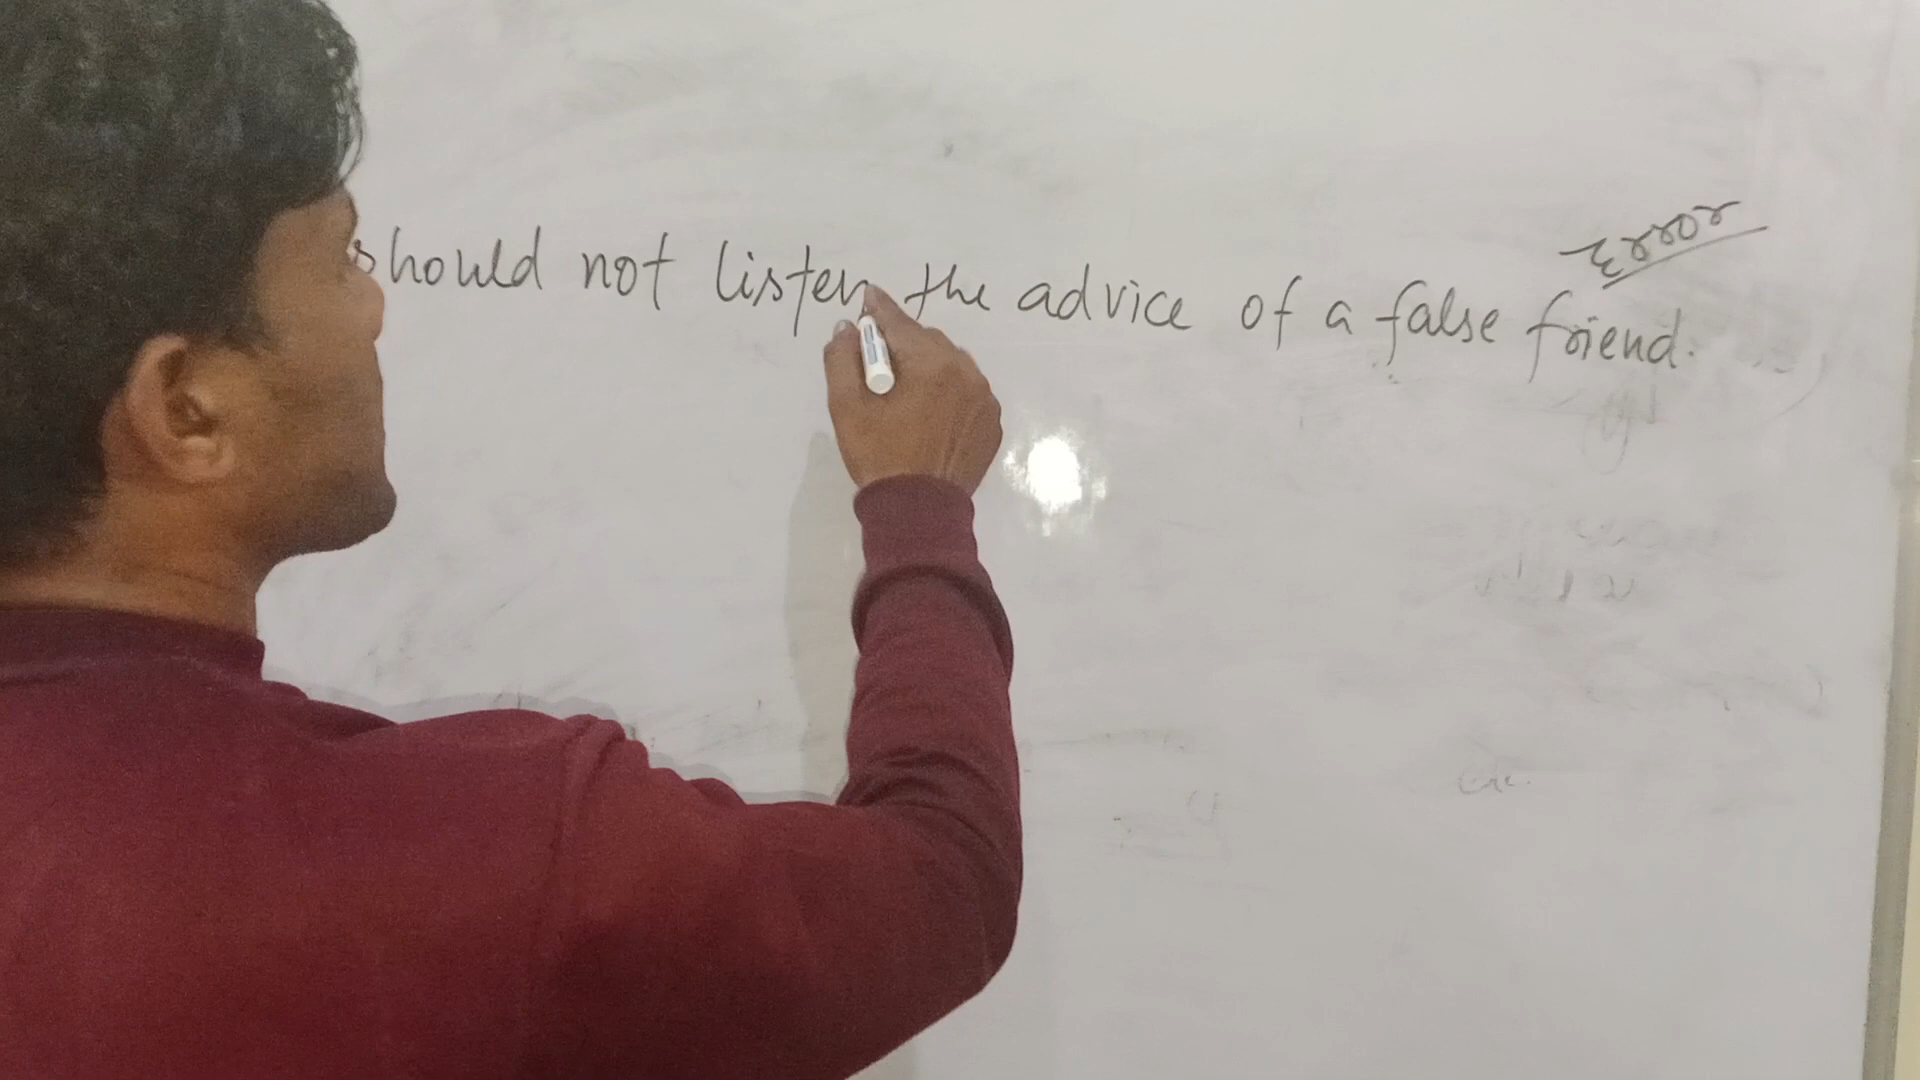 Error
should not listen the advice of a false friend.